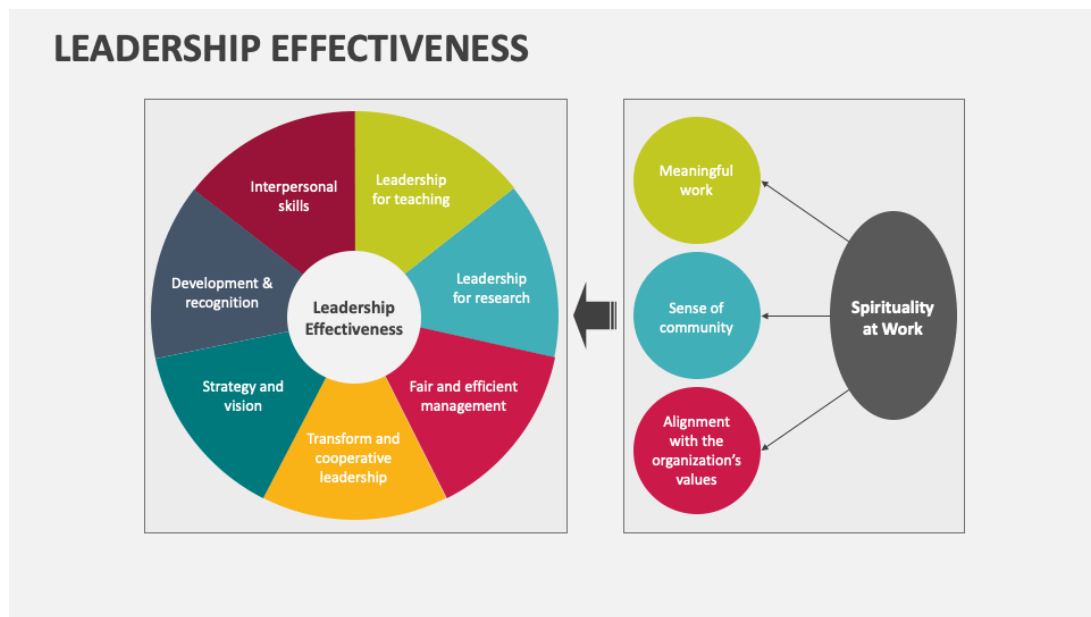 LEADERSHIP EFFECTIVENESS
Interpersonal
skills
Leadership
for teaching
Development &
recognition
Leadership
Effectiveness
Leadership
for research
Strategy and
vision
Fair and efficient
management
Transform and
cooperative
leadership
Meaningful
work
Sense of
community
Alignment
with the
organization’s
values
Spirituality
at Work